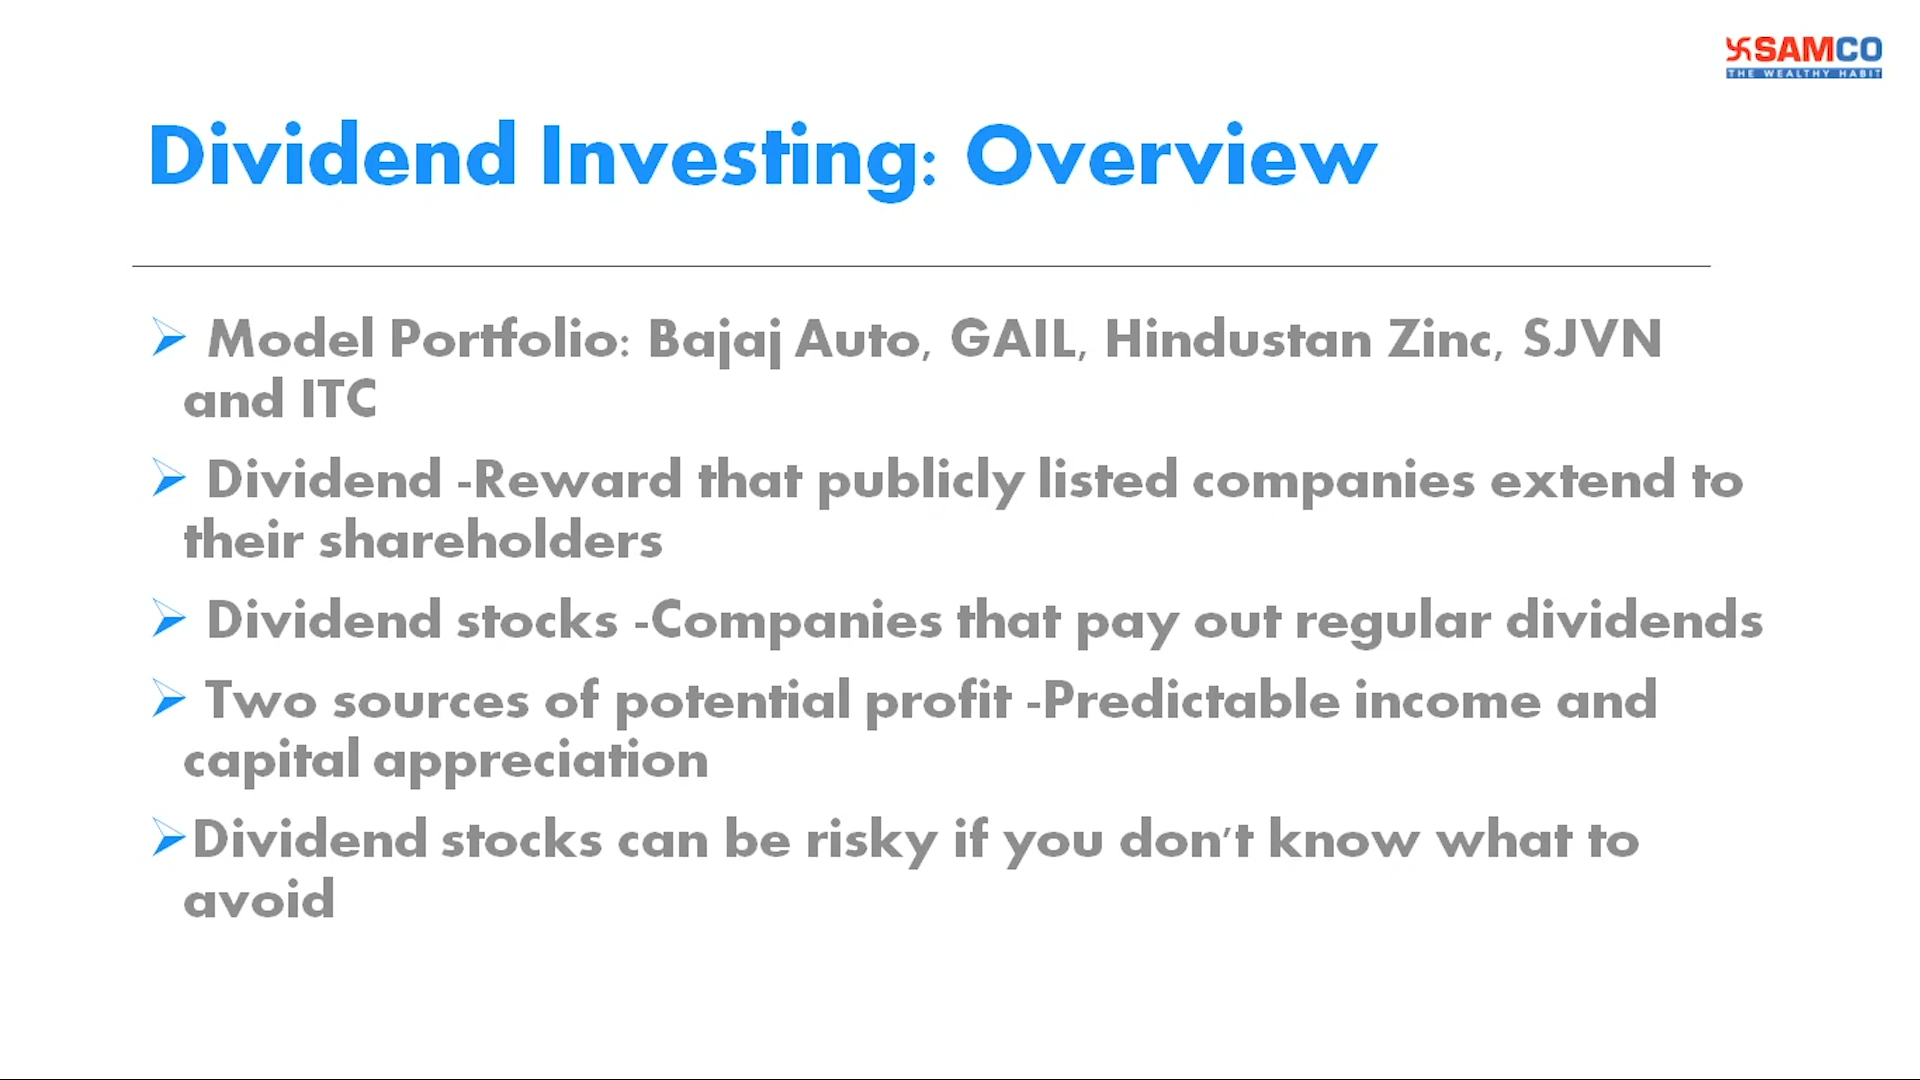 SAMCO
THE WEALTHY HABIT
Dividend Investing: Overview
Model Portfolio: Bajaj Auto, GAIL, Hindustan Zinc, SJVN
and ITC
Dividend -Reward that publicly listed companies extend to
their shareholders
Dividend stocks -Companies that pay out regular dividends
Two sources of potential profit -Predictable income and
capital appreciation
Dividend stocks can be risky if you don't know what to
avoid